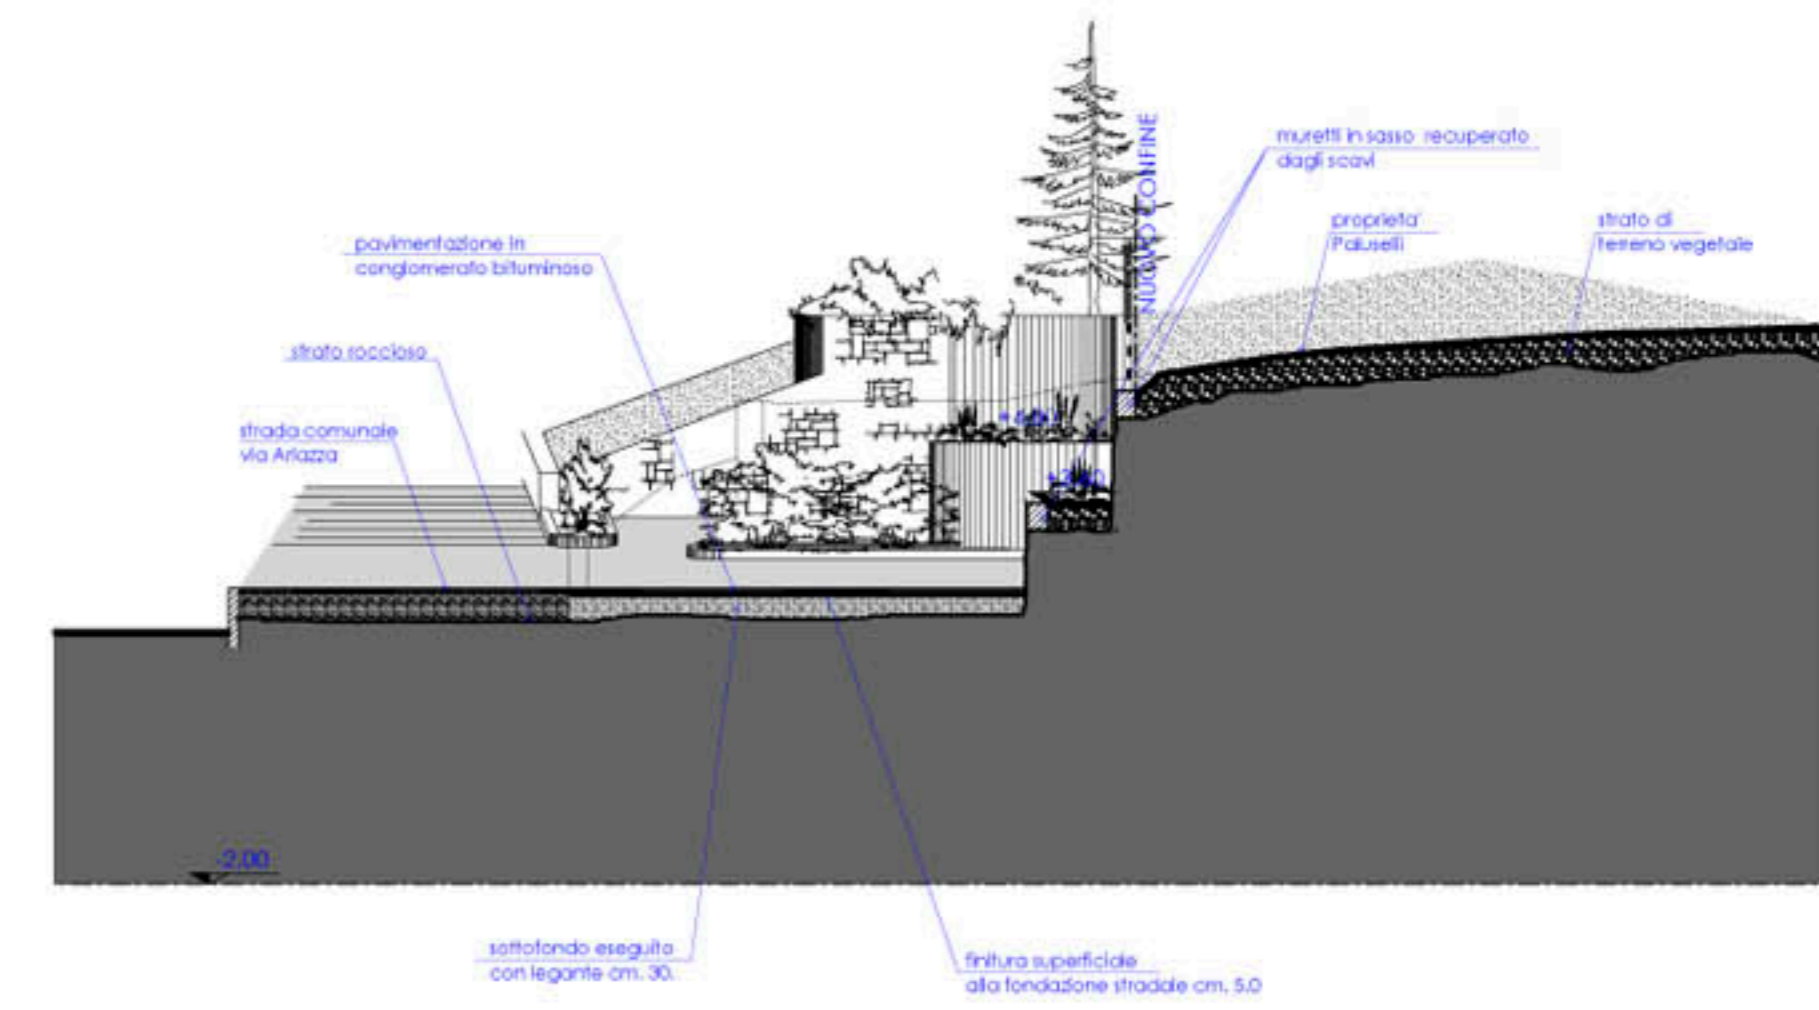 NUOVO CONFINE
muretti in sasso recuperato
dagli scavi
proprieta'
Paluselli
strato di
terreno vegetale
pavimentazione in
conglomerato bituminoso
strato roccioso
strada comunale
via Ariazza
-2.00
sottofondo eseguito
con legante cm. 30.
finitura superficiale
alla fondazione stradale cm. 5.0